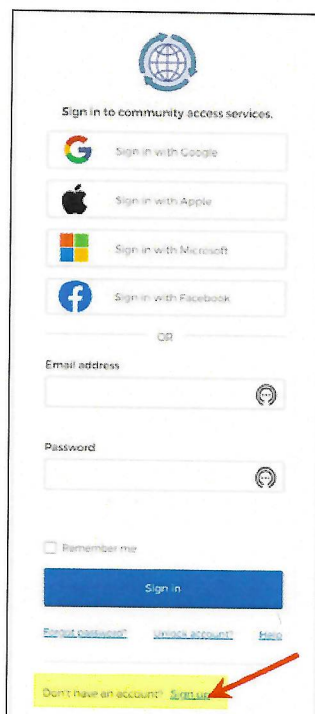 Sign in to community access services.
Sign in with Google
Sign in with Apple
Sign in with Microsoft
Sign in with Facebook
OR
Email address
Password
Remember me
Sign in
Forgot password? Unlock account? Help
Don't have an account? Sign up